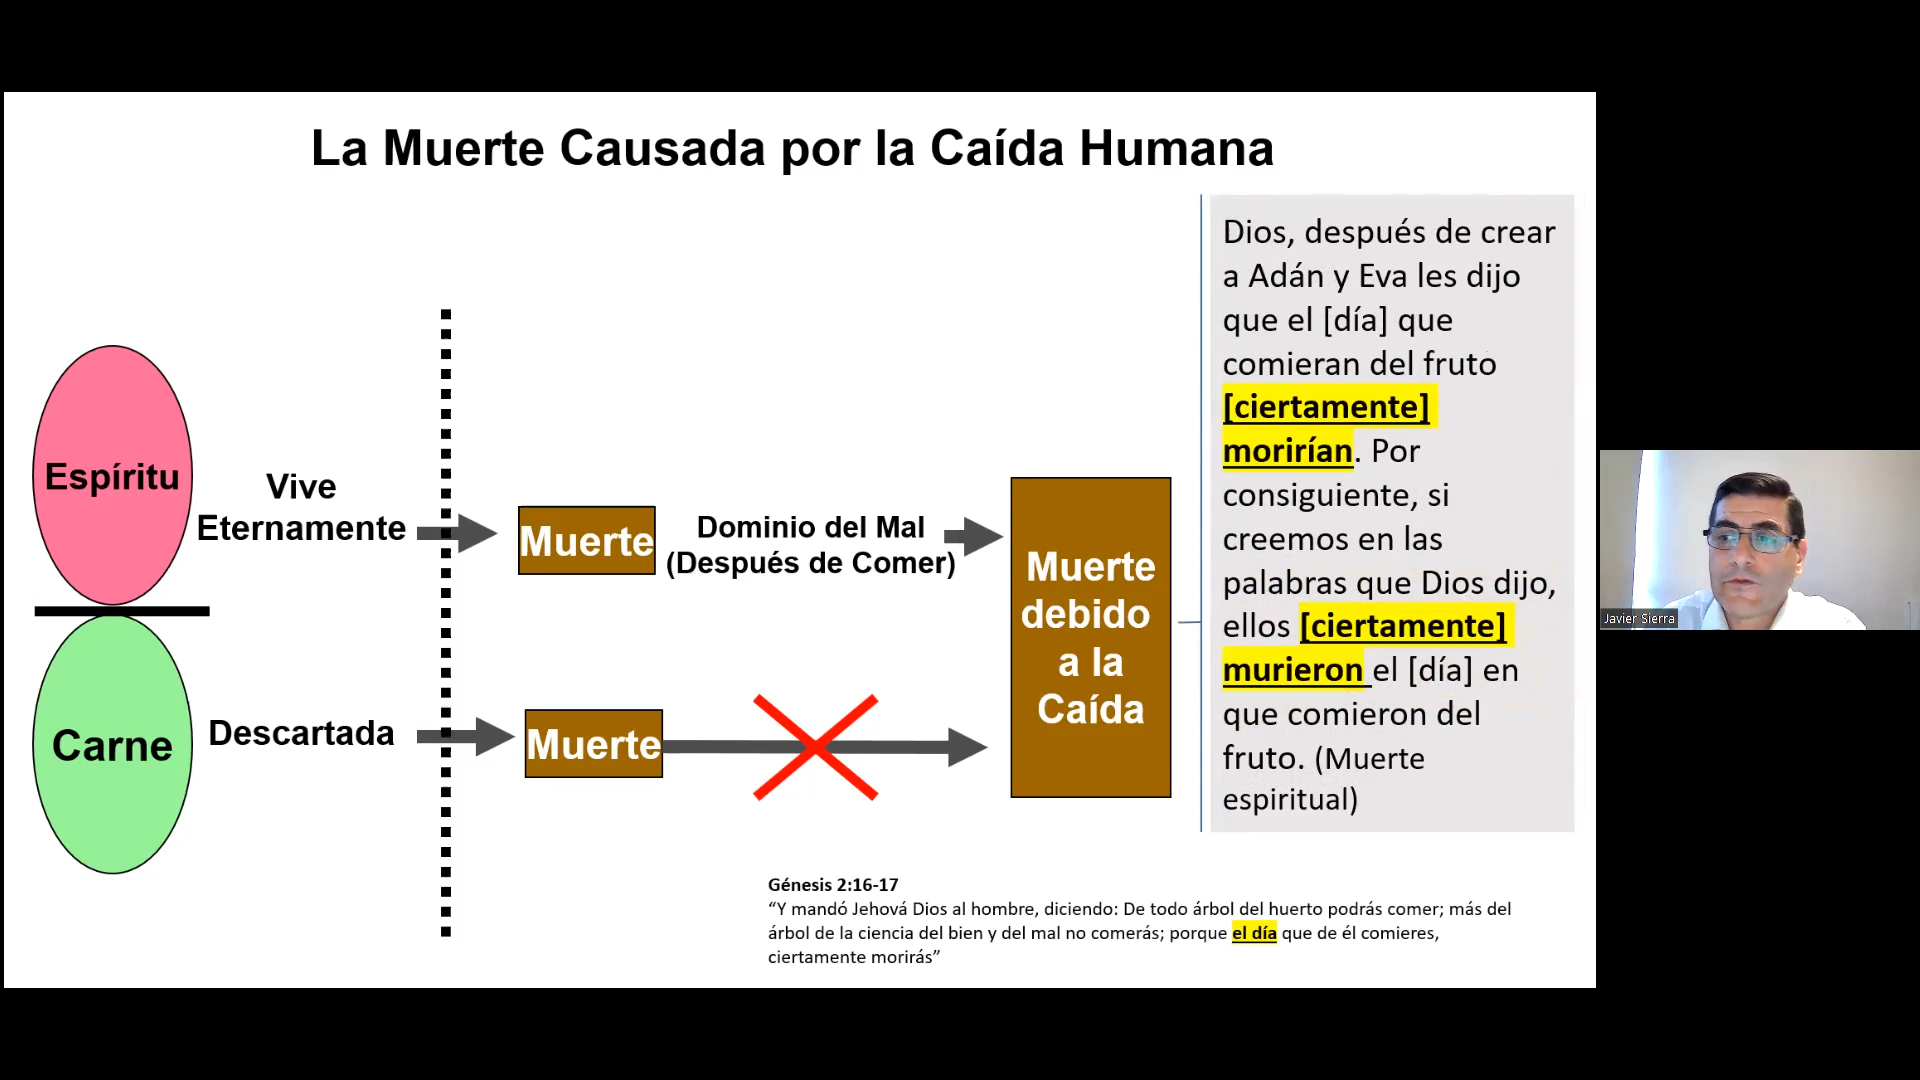 La Muerte Causada por la Caída Humana
Espíritu
Vive
Eternamente
Muerte
Dominio del Mal
(Después de Comer)
Carne
Descartada
Muerte
Muerte
debido
a la
Caída
Dios, después de crear
a Adán y Eva les dijo
que el [día] que
comieran del fruto
[ciertamente]
morirían. Por
consiguiente, si
creemos en las
palabras que Dios dijo,
ellos [ciertamente]
murieron el [día] en
que comieron del
fruto. (Muerte
espiritual)
Génesis 2:16-17
“Y mandó Jehová Dios al hombre, diciendo: De todo árbol del huerto podrás comer; más del
árbol de la ciencia del bien y del mal no comerás; porque el día que de él comieres,
ciertamente morirás”
Javier Sierra